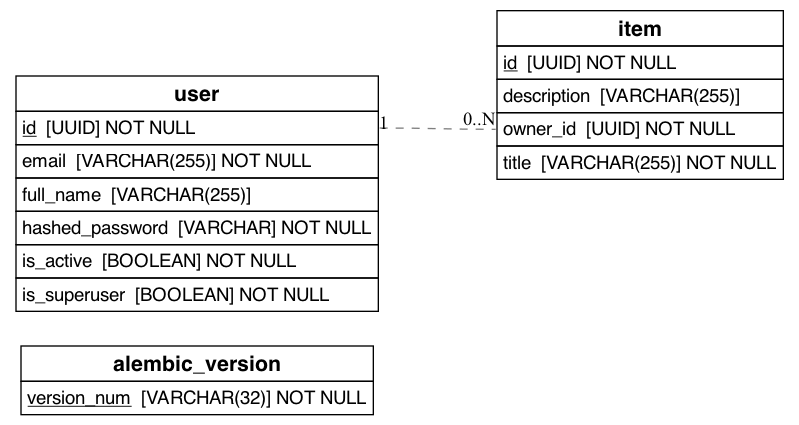 user
id [UUID] NOT NULL
email [VARCHAR(255)] NOT NULL
full_name [VARCHAR(255)]
hashed_password [VARCHAR] NOT NULL
is_active [BOOLEAN] NOT NULL
is_superuser [BOOLEAN] NOT NULL
1
0..N
item
id [UUID] NOT NULL
description [VARCHAR(255)]
owner_id [UUID] NOT NULL
title [VARCHAR(255)] NOT NULL
alembic_version
version_num [VARCHAR(32)] NOT NULL